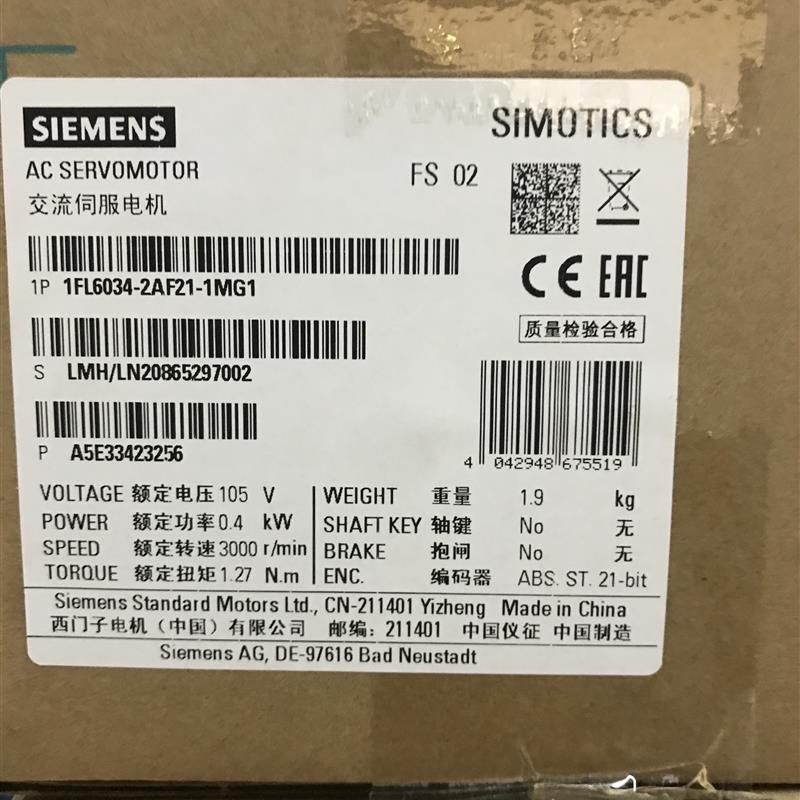 SIEMENS
SIMOTICS
AC SERVOMOTOR
FS 02
交流伺服电机
1P 1FL6034-2AF21-1MG1
CE EAC
质量检验合格
S LMH/LN20865297002
P A5E33423256
4 042948 675519
VOLTAGE 额定电压 105 V
POWER 额定功率 0.4 kW
SPEED 额定转速 3000 r/min
TORQUE 额定扭矩 1.27 N.m
WEIGHT 重量 1.9 kg
SHAFT KEY 轴键 No 无
BRAKE 抱闸 No 无
ENC. 编码器 ABS. ST. 21-bit
Siemens Standard Motors Ltd., CN-211401 Yizheng Made in China
西门子电机（中国）有限公司 邮编：211401 中国仪征 中国制造
Siemens AG, DE-97616 Bad Neustadt